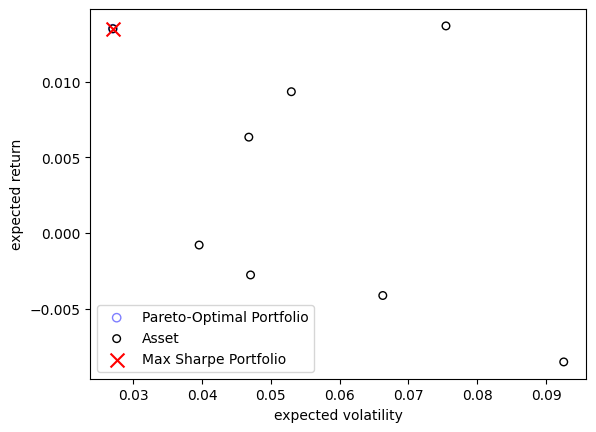 expected return
0.010
0.005
0.000
−0.005
Pareto-Optimal Portfolio
Asset
Max Sharpe Portfolio
0.03 0.04 0.05 0.06 0.07 0.08 0.09
expected volatility